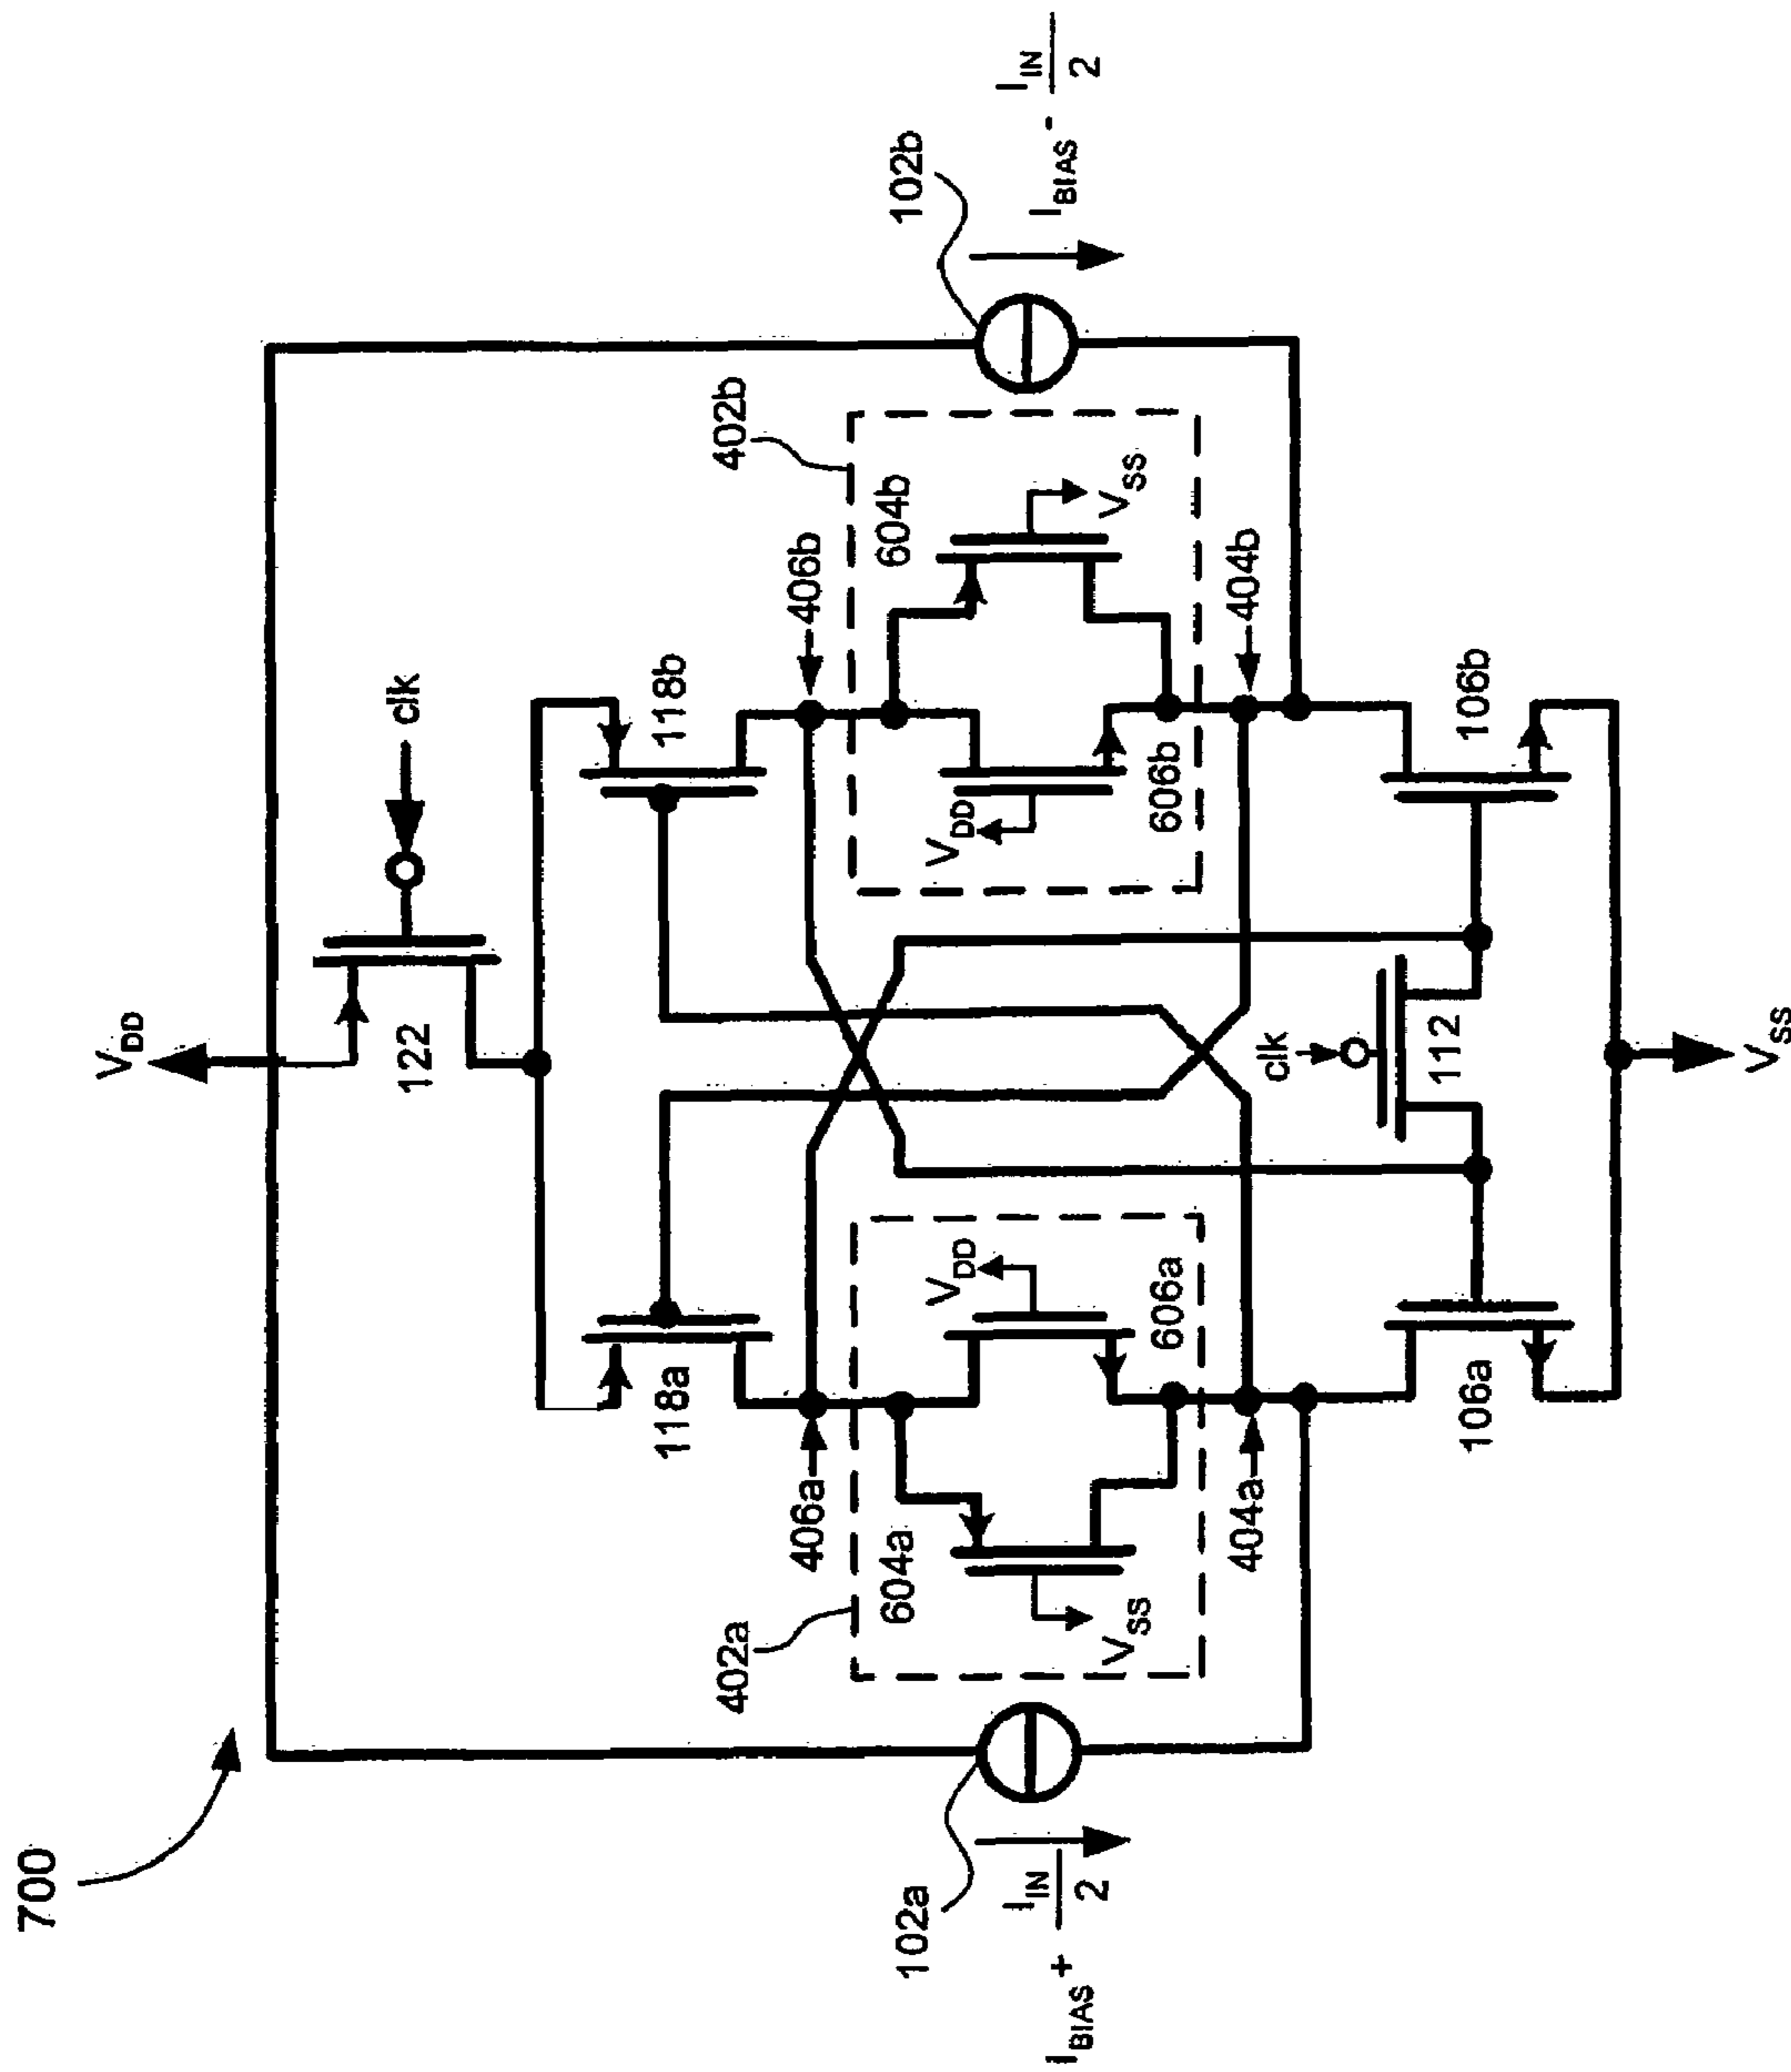 700
V_DD
clk
122
118a
118b
402a
402b
406a
406b
604a
V_DD
604b
V_DD
V_SS
606a
606b
V_SS
102a
102b
I_BIAS + I_IN/2
I_BIAS - I_IN/2
404a
404b
clk
112
106a
106b
V_SS